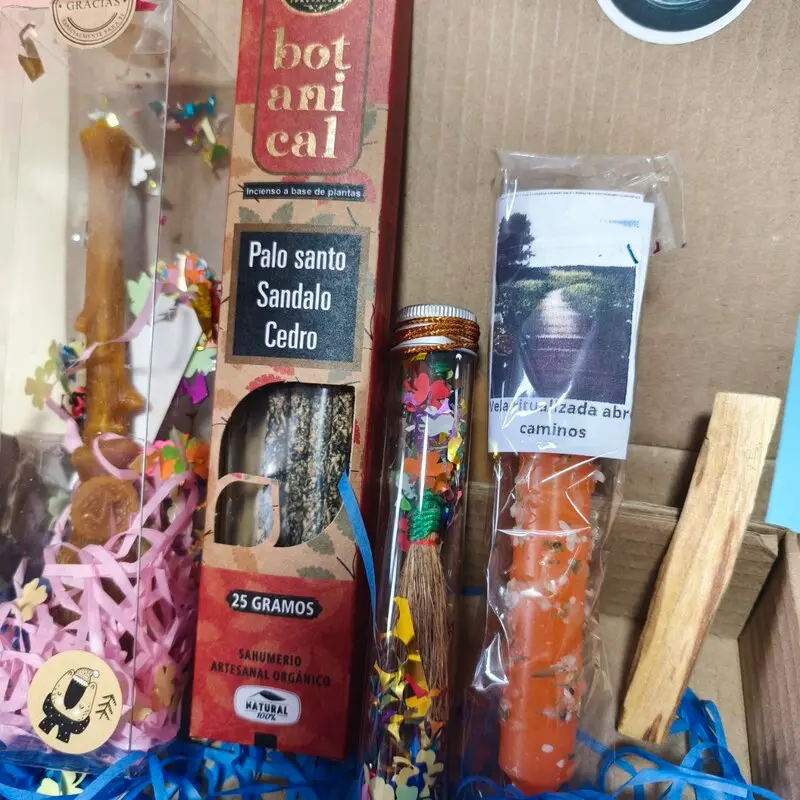 GRACIAS
bot
ani
cal
Incienso a base de plantas
Palo santo
Sandalo
Cedro
25 GRAMOS
SAHUMERIO
ARTESANAL ORGÁNICO
NATURAL
100%
Vela ritualizada abr
caminos